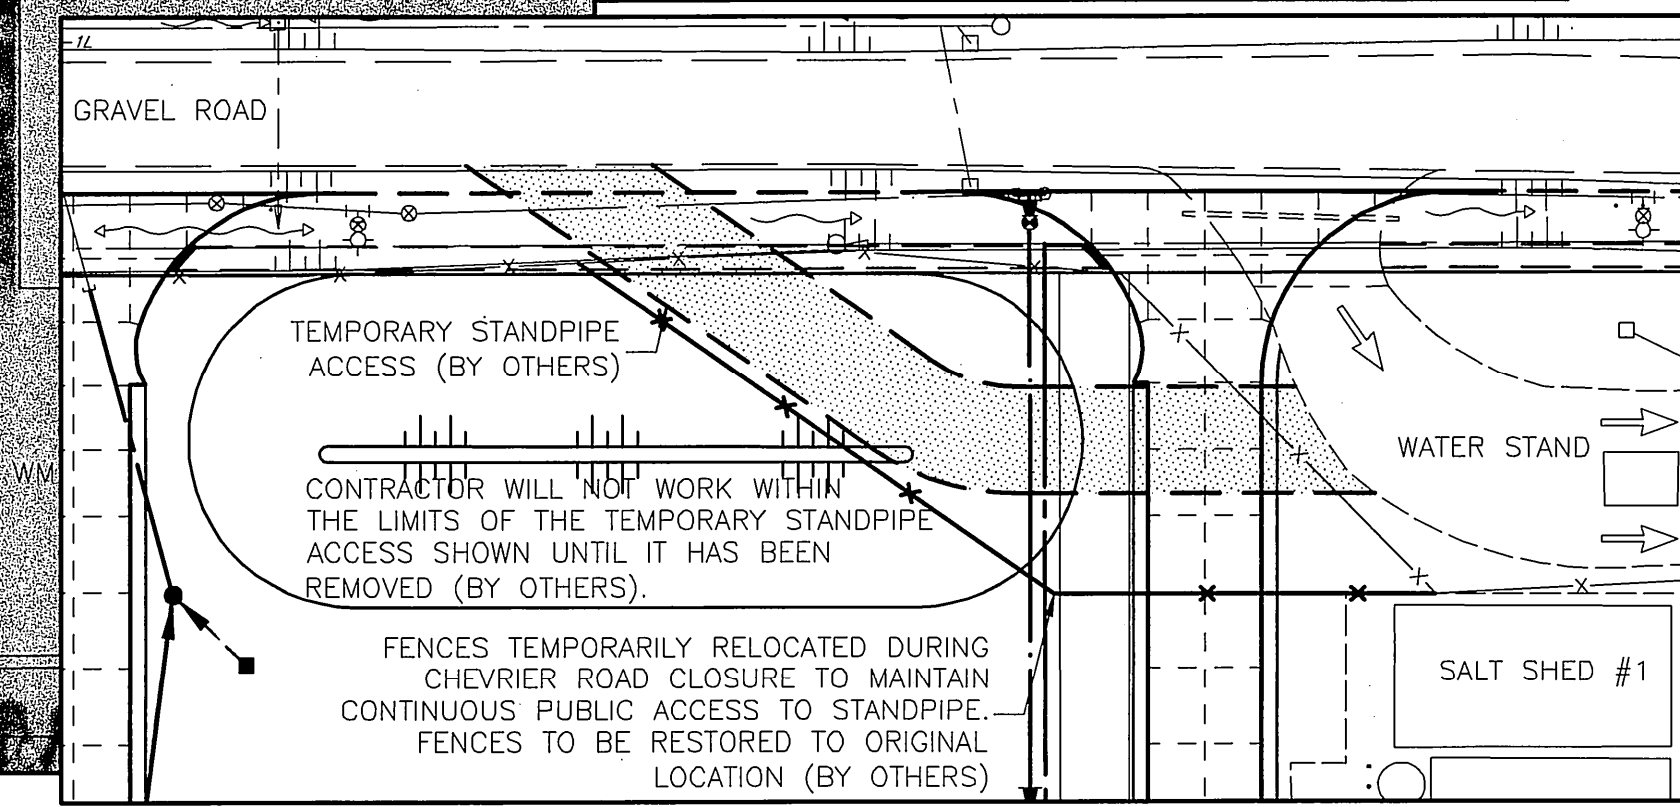 1L
GRAVEL ROAD
TEMPORARY STANDPIPE
ACCESS (BY OTHERS)
WATER STAND
WM
CONTRACTOR WILL NOT WORK WITHIN
THE LIMITS OF THE TEMPORARY STANDPIPE
ACCESS SHOWN UNTIL IT HAS BEEN
REMOVED (BY OTHERS).
FENCES TEMPORARILY RELOCATED DURING
CHEVRIER ROAD CLOSURE TO MAINTAIN
CONTINUOUS PUBLIC ACCESS TO STANDPIPE.
FENCES TO BE RESTORED TO ORIGINAL
LOCATION (BY OTHERS)
SALT SHED #1